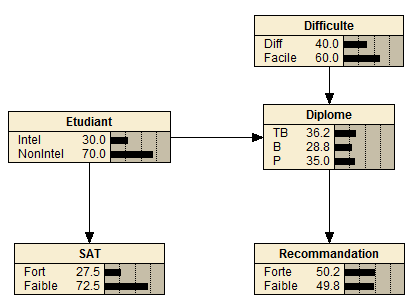 Difficulte
Diff 40.0
Facile 60.0
Etudiant
Intel 30.0
NonIntel 70.0
Diplome
TB 36.2
B 28.8
P 35.0
SAT
Fort 27.5
Faible 72.5
Recommandation
Forte 50.2
Faible 49.8